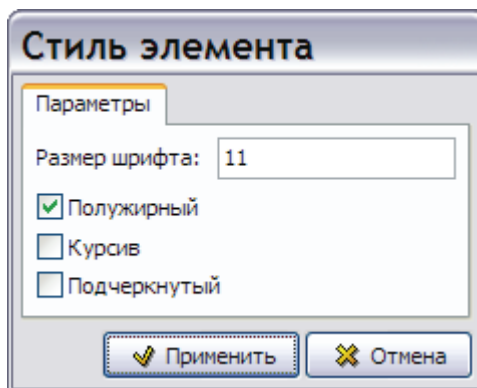 Стиль элемента
Параметры
Размер шрифта: 11
Полужирный
Курсив
Подчеркнутый
Применить Отмена